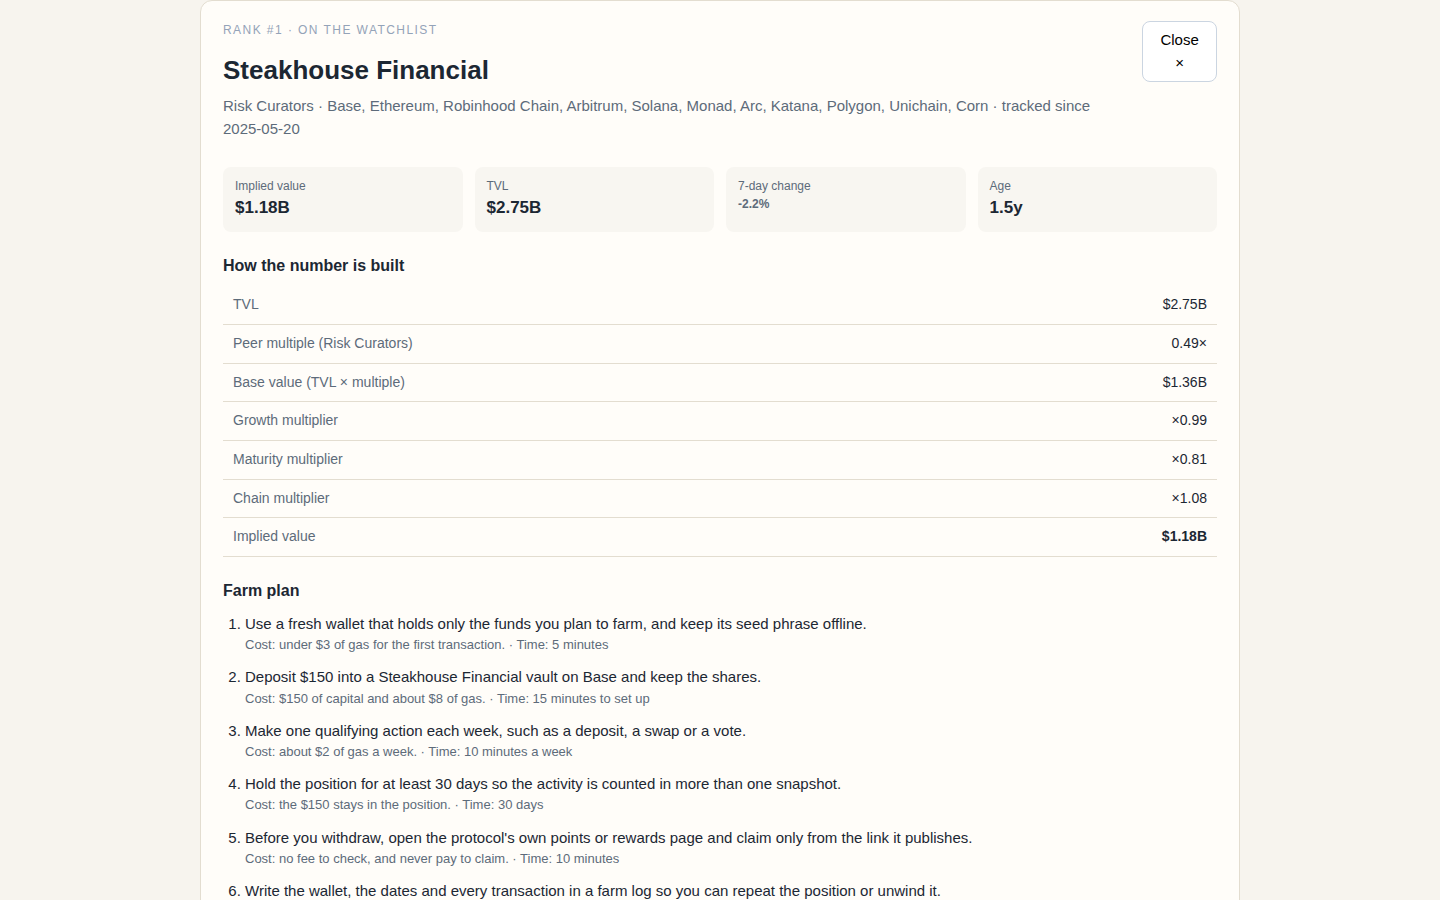 RANK #1 · ON THE WATCHLIST
Close
×
Steakhouse Financial
Risk Curators · Base, Ethereum, Robinhood Chain, Arbitrum, Solana, Monad, Arc, Katana, Polygon, Unichain, Corn · tracked since
2025-05-20
Implied value
$1.18B
TVL
$2.75B
7-day change
-2.2%
Age
1.5y
How the number is built
TVL $2.75B
Peer multiple (Risk Curators) 0.49×
Base value (TVL × multiple) $1.36B
Growth multiplier ×0.99
Maturity multiplier ×0.81
Chain multiplier ×1.08
Implied value $1.18B
Farm plan
1. Use a fresh wallet that holds only the funds you plan to farm, and keep its seed phrase offline.
Cost: under $3 of gas for the first transaction. · Time: 5 minutes
2. Deposit $150 into a Steakhouse Financial vault on Base and keep the shares.
Cost: $150 of capital and about $8 of gas. · Time: 15 minutes to set up
3. Make one qualifying action each week, such as a deposit, a swap or a vote.
Cost: about $2 of gas a week. · Time: 10 minutes a week
4. Hold the position for at least 30 days so the activity is counted in more than one snapshot.
Cost: the $150 stays in the position. · Time: 30 days
5. Before you withdraw, open the protocol's own points or rewards page and claim only from the link it publishes.
Cost: no fee to check, and never pay to claim. · Time: 10 minutes
6. Write the wallet, the dates and every transaction in a farm log so you can repeat the position or unwind it.